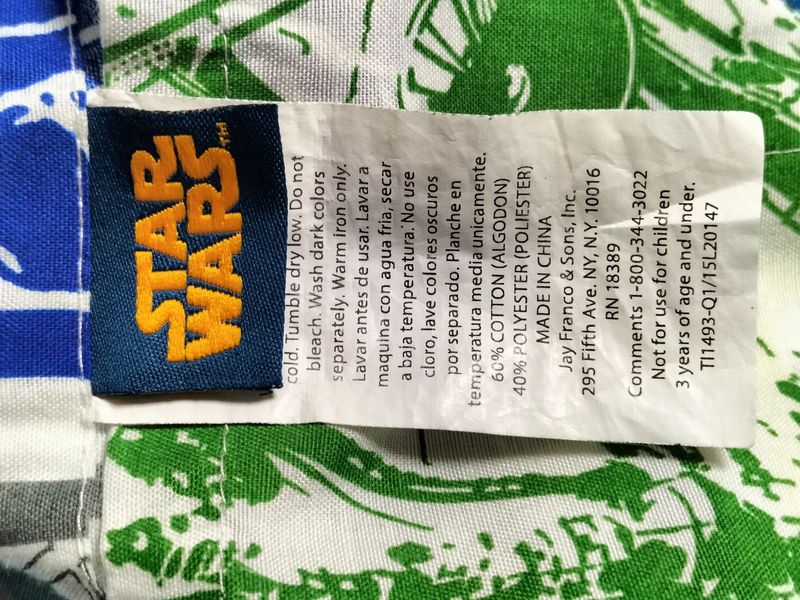 STAR
WARS™
cold. Tumble dry low. Do not
bleach. Wash dark colors
separately. Warm Iron only.
Lavar antes de usar. Lavar a
maquina con agua fria, secar
a baja temperatura. No use
cloro, lave colores oscuros
por separado. Planche en
temperatura media unicamente.
60% COTTON (ALGODON)
40% POLYESTER (POLIESTER)
MADE IN CHINA
Jay Franco & Sons, Inc.
295 Fifth Ave. NY, N.Y. 10016
RN 18389
Comments 1-800-344-3022
Not for use for children
3 years of age and under.
TI1493-Q1/15L20147